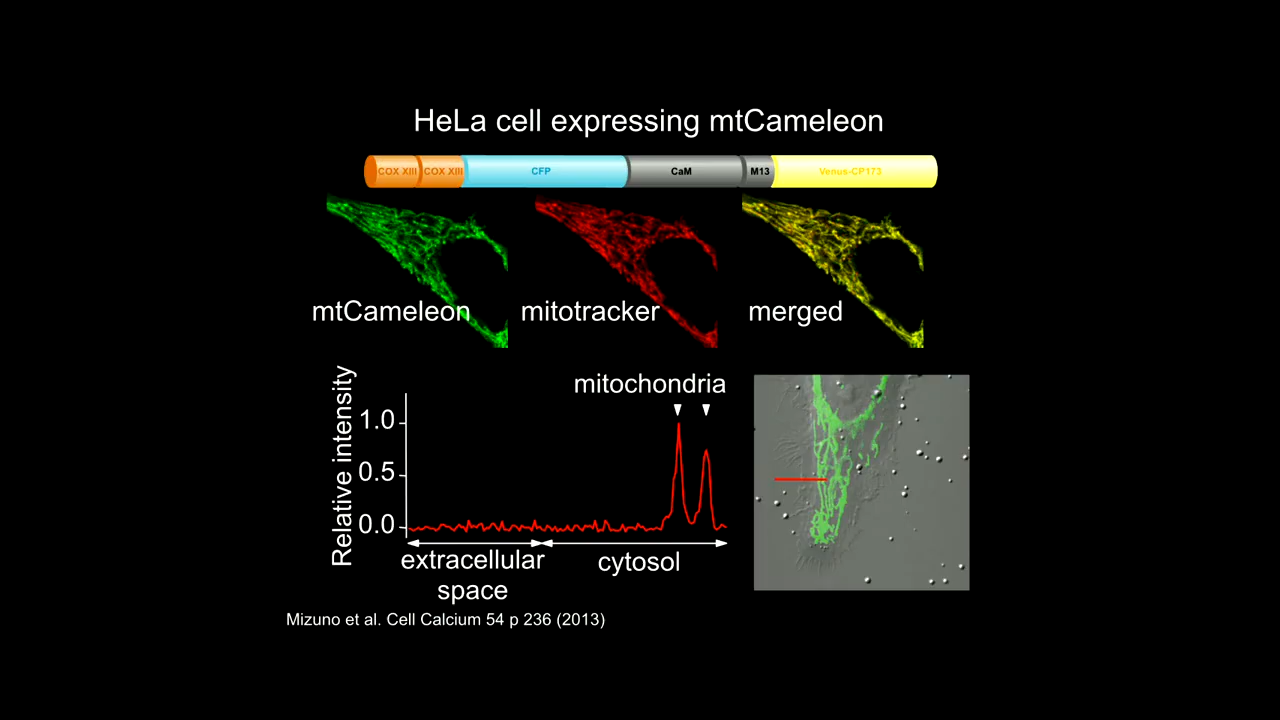 HeLa cell expressing mtCameleon
COX XIII COX XIII CFP CaM M13 Venus-CP173
mtCameleon mitotracker merged
mitochondria
Relative intensity
1.0
0.5
0.0
extracellular space
cytosol
Mizuno et al. Cell Calcium 54 p 236 (2013)